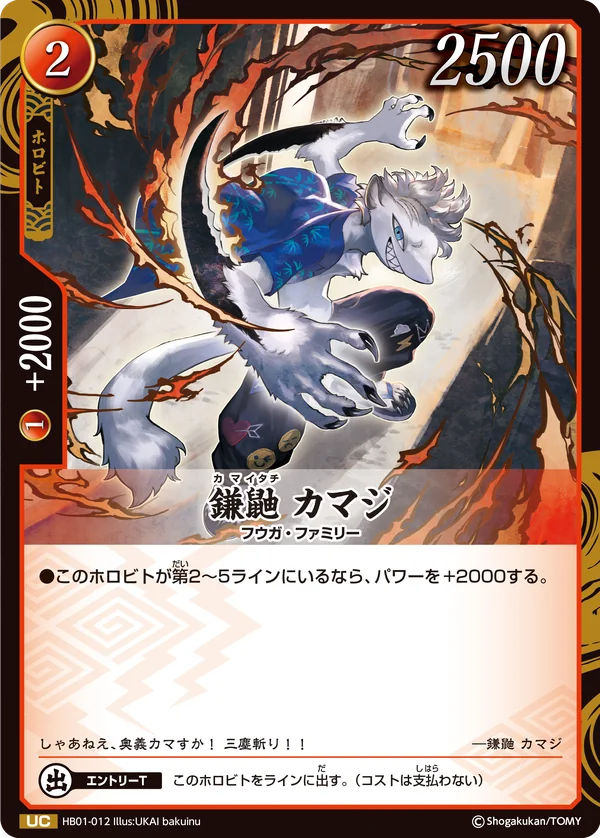 2
2500
ホロビト
+2000
1
カマイタチ
鎌鼬 カマジ
フウガ・ファミリー
●このホロビトが第2〜5ラインにいるなら、パワーを+2000する。
だい
しゃあねえ、奥義カマすか! 三塵斬り!! ―鎌鼬 カマジ
出 エントリーT このホロビトをラインに出す。(コストは支払わない)
だ しはら
UC HB01-012 Illus:UKAI bakuinu ©Shogakukan/TOMY